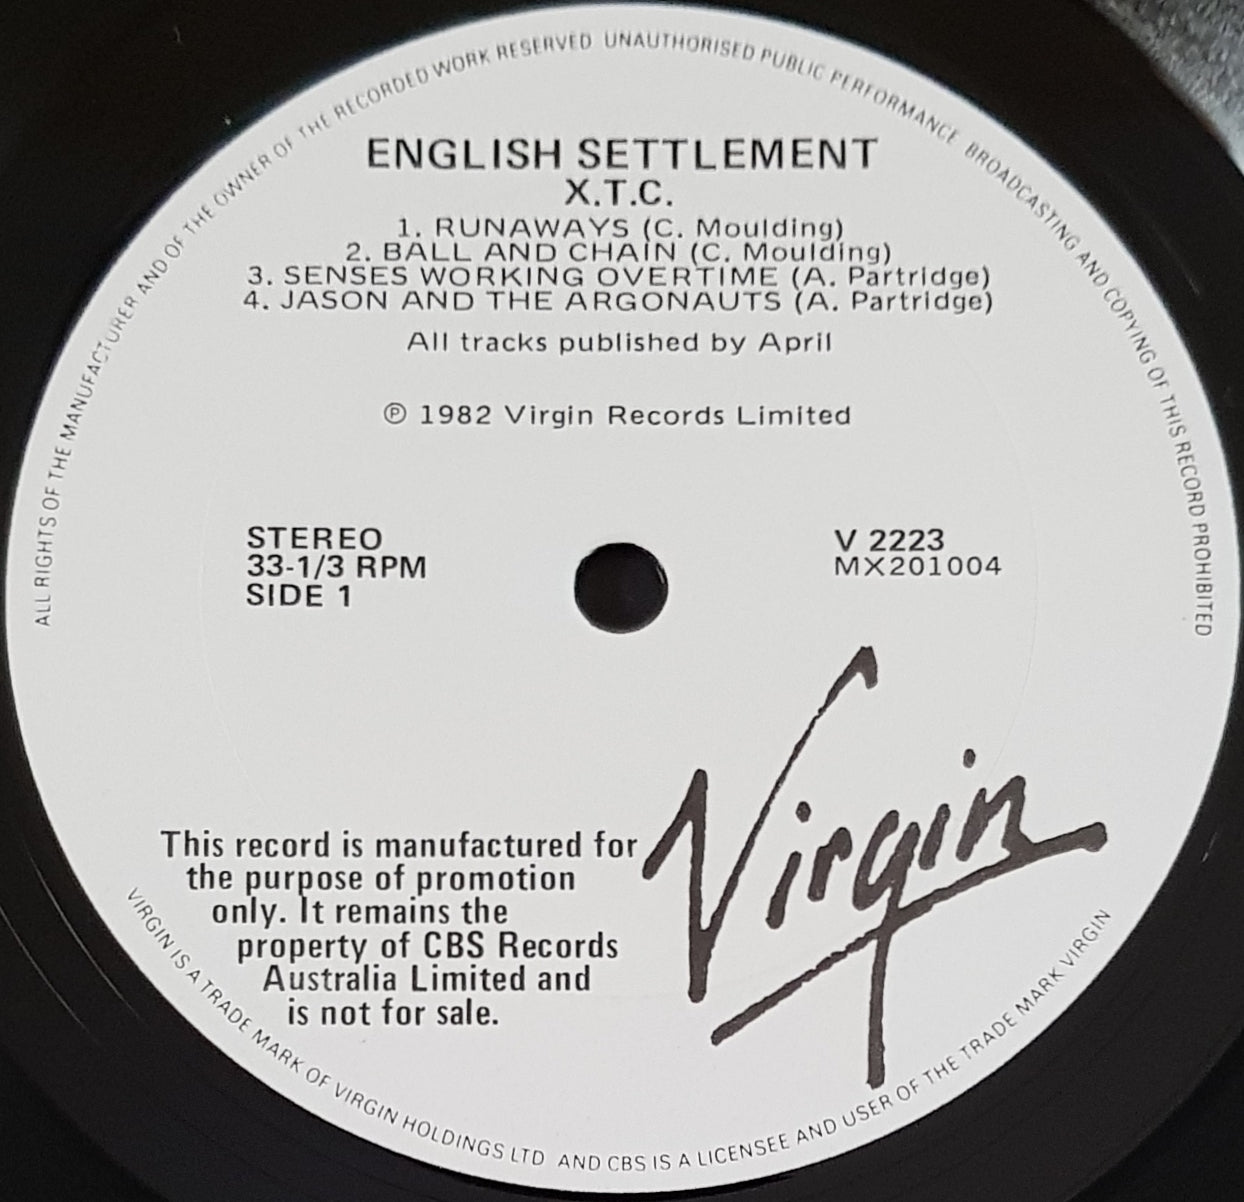 ALL RIGHTS OF THE MANUFACTURER AND OF THE OWNER OF THE RECORDED WORK RESERVED UNAUTHORISED PUBLIC PERFORMANCE BROADCASTING AND COPYING OF THIS RECORD PROHIBITED
ENGLISH SETTLEMENT
X.T.C.
1. RUNAWAYS (C. Moulding)
2. BALL AND CHAIN (C. Moulding)
3. SENSES WORKING OVERTIME (A. Partridge)
4. JASON AND THE ARGONAUTS (A. Partridge)
All tracks published by April
℗ 1982 Virgin Records Limited
STEREO
33-1/3 RPM
SIDE 1
V 2223
MX201004
Virgin
This record is manufactured for
the purpose of promotion
only. It remains the
property of CBS Records
Australia Limited and
is not for sale.
VIRGIN IS A TRADE MARK OF VIRGIN HOLDINGS LTD AND CBS IS A LICENSEE AND USER OF THE TRADE MARK VIRGIN